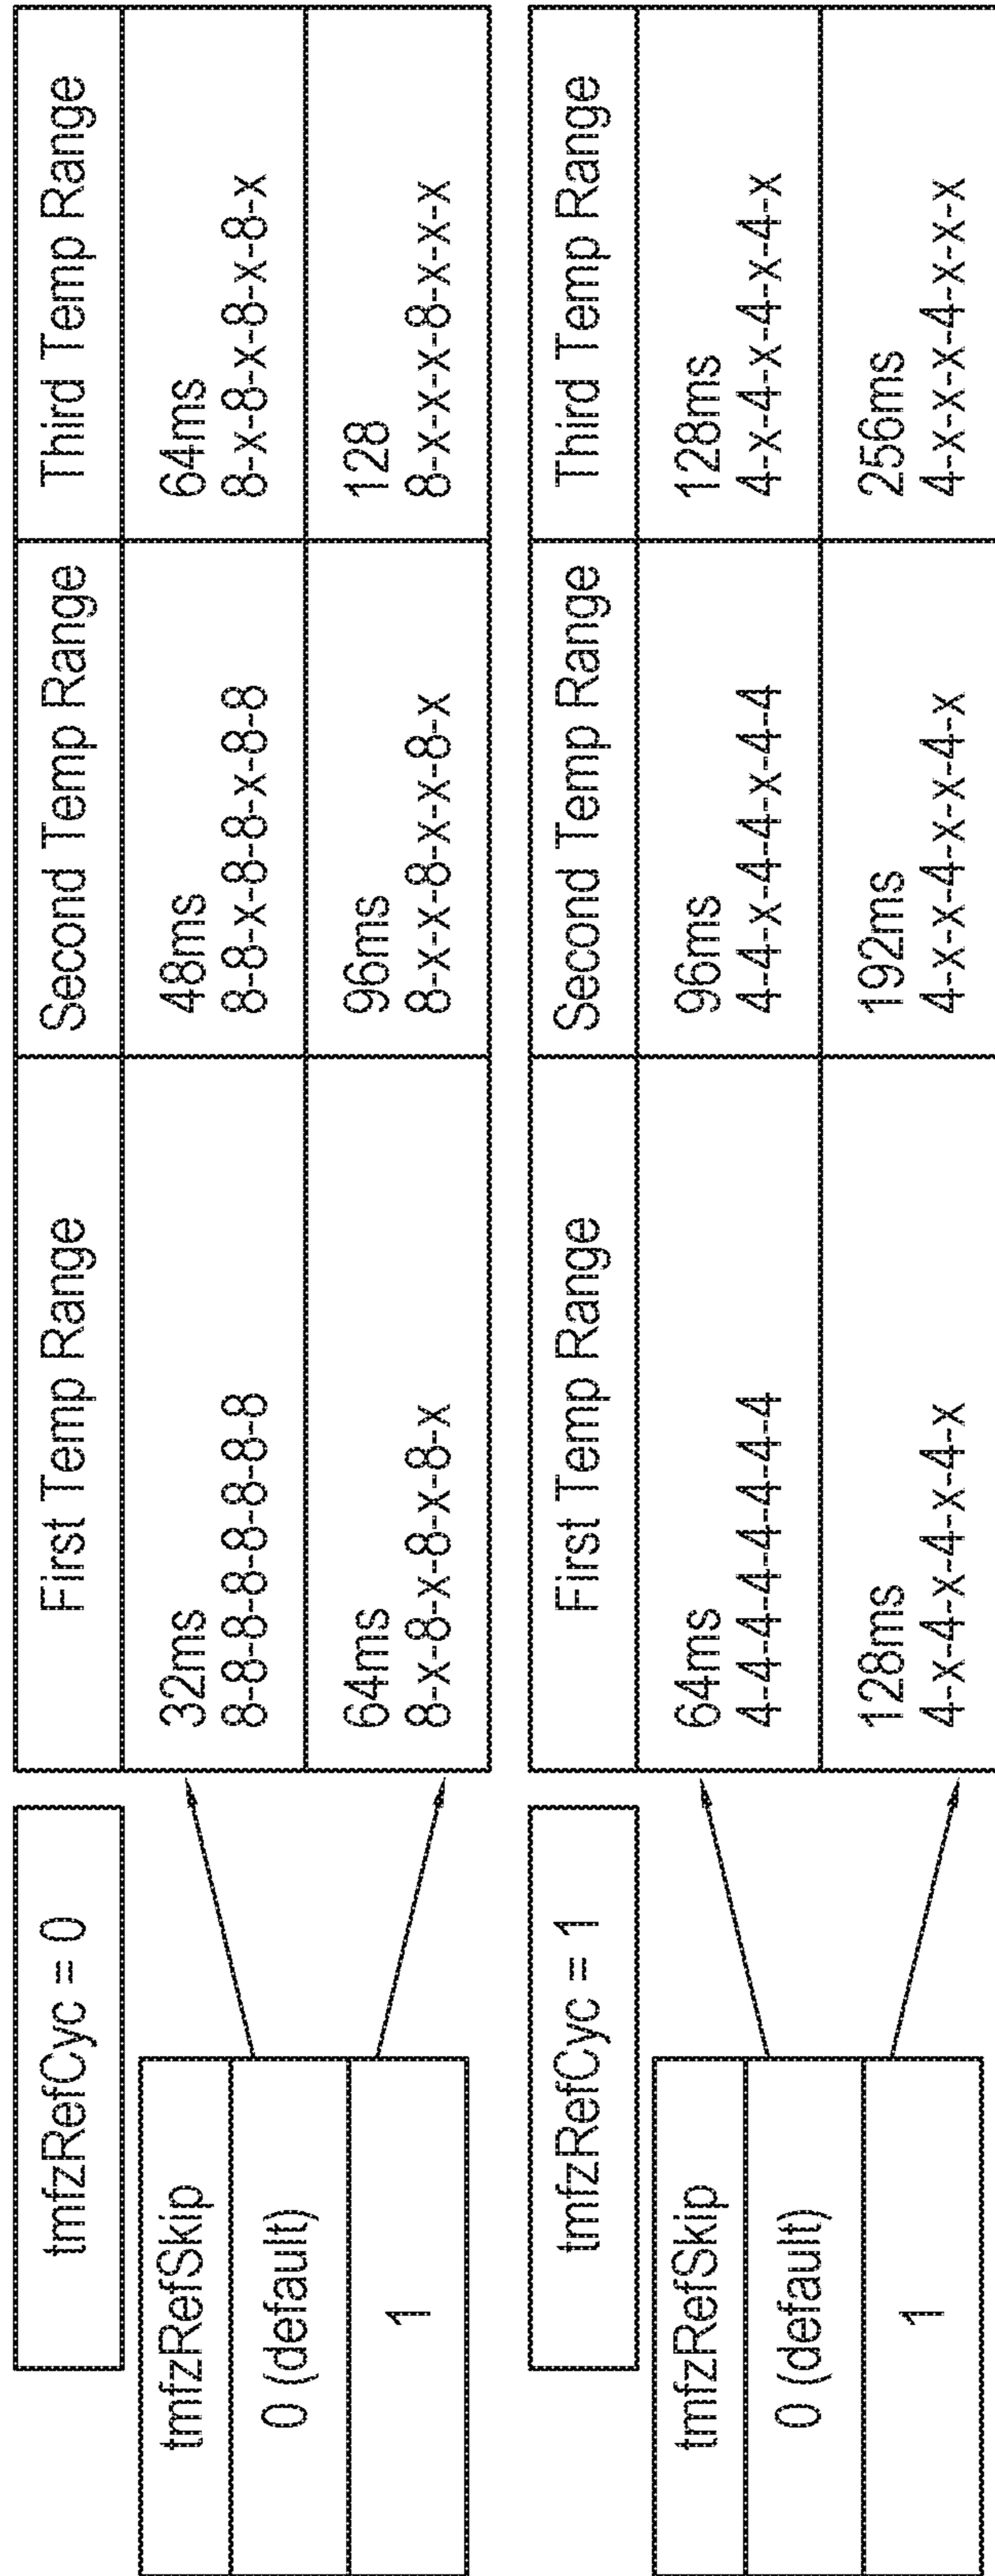 tmfzRefCyc = 0
tmfzRefSkip
0 (default)
1
First Temp Range
Second Temp Range
Third Temp Range
32ms
8-8-8-8-8-8-8-8
48ms
8-8-x-8-8-x-8-8
64ms
8-x-8-x-8-x-8-x
64ms
8-x-8-x-8-x-8-x
96ms
8-x-x-8-x-x-8-x
128
8-x-x-x-8-x-x-x
tmfzRefCyc = 1
tmfzRefSkip
0 (default)
1
First Temp Range
Second Temp Range
Third Temp Range
64ms
4-4-4-4-4-4-4-4
96ms
4-4-x-4-4-x-4-4
128ms
4-x-4-x-4-x-4-x
128ms
4-x-4-x-4-x-4-x
192ms
4-x-x-4-x-x-4-x
256ms
4-x-x-x-4-x-x-x